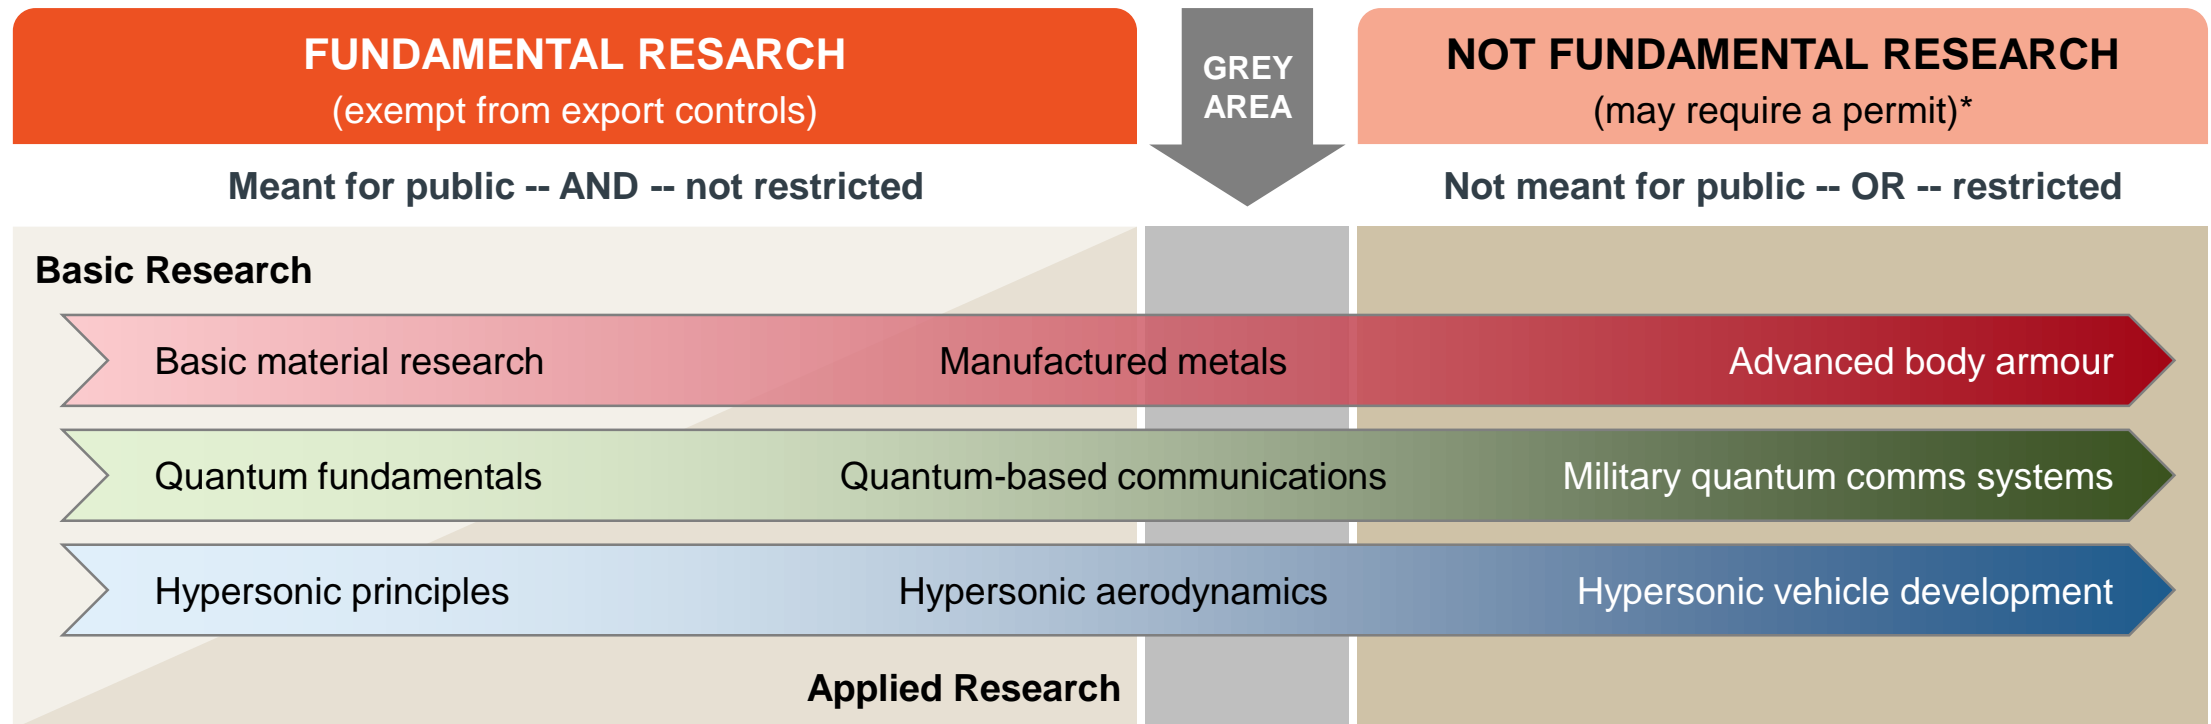 FUNDAMENTAL RESARCH
(exempt from export controls)
GREY
AREA
NOT FUNDAMENTAL RESEARCH
(may require a permit)*
Meant for public -- AND -- not restricted
Not meant for public -- OR -- restricted
Basic Research
Basic material research
Manufactured metals
Advanced body armour
Quantum fundamentals
Quantum-based communications
Military quantum comms systems
Hypersonic principles
Hypersonic aerodynamics
Hypersonic vehicle development
Applied Research